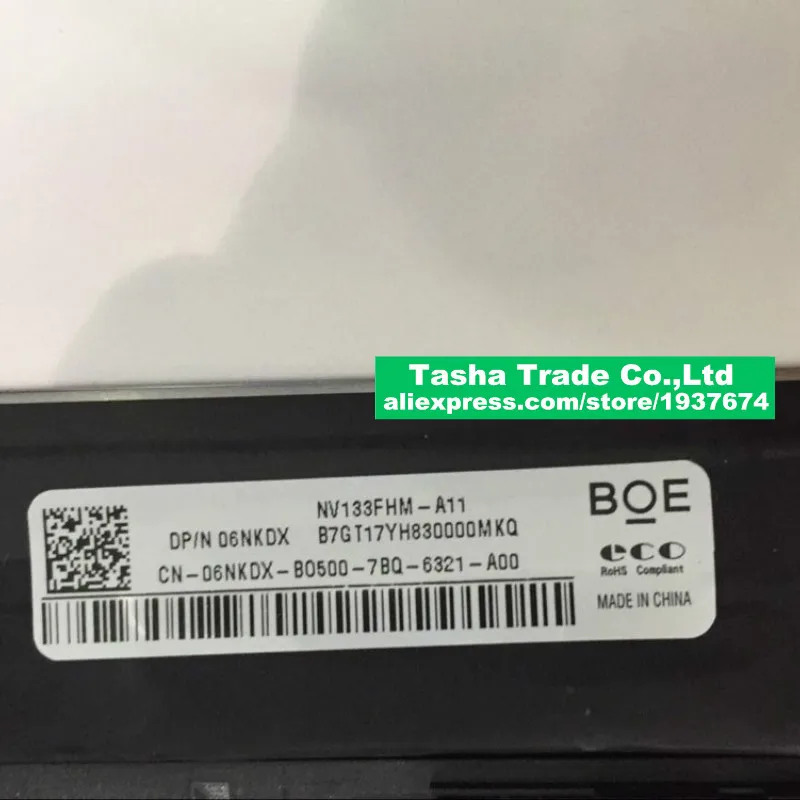 Tasha Trade Co.,Ltd
aliexpress.com/store/1937674
NV133FHM-A11
DP/N 06NKDX B7GT17YH830000MKQ
CN-06NKDX-BO500-7BQ-6321-A00
BOE
eco
RoHS Compliant
MADE IN CHINA